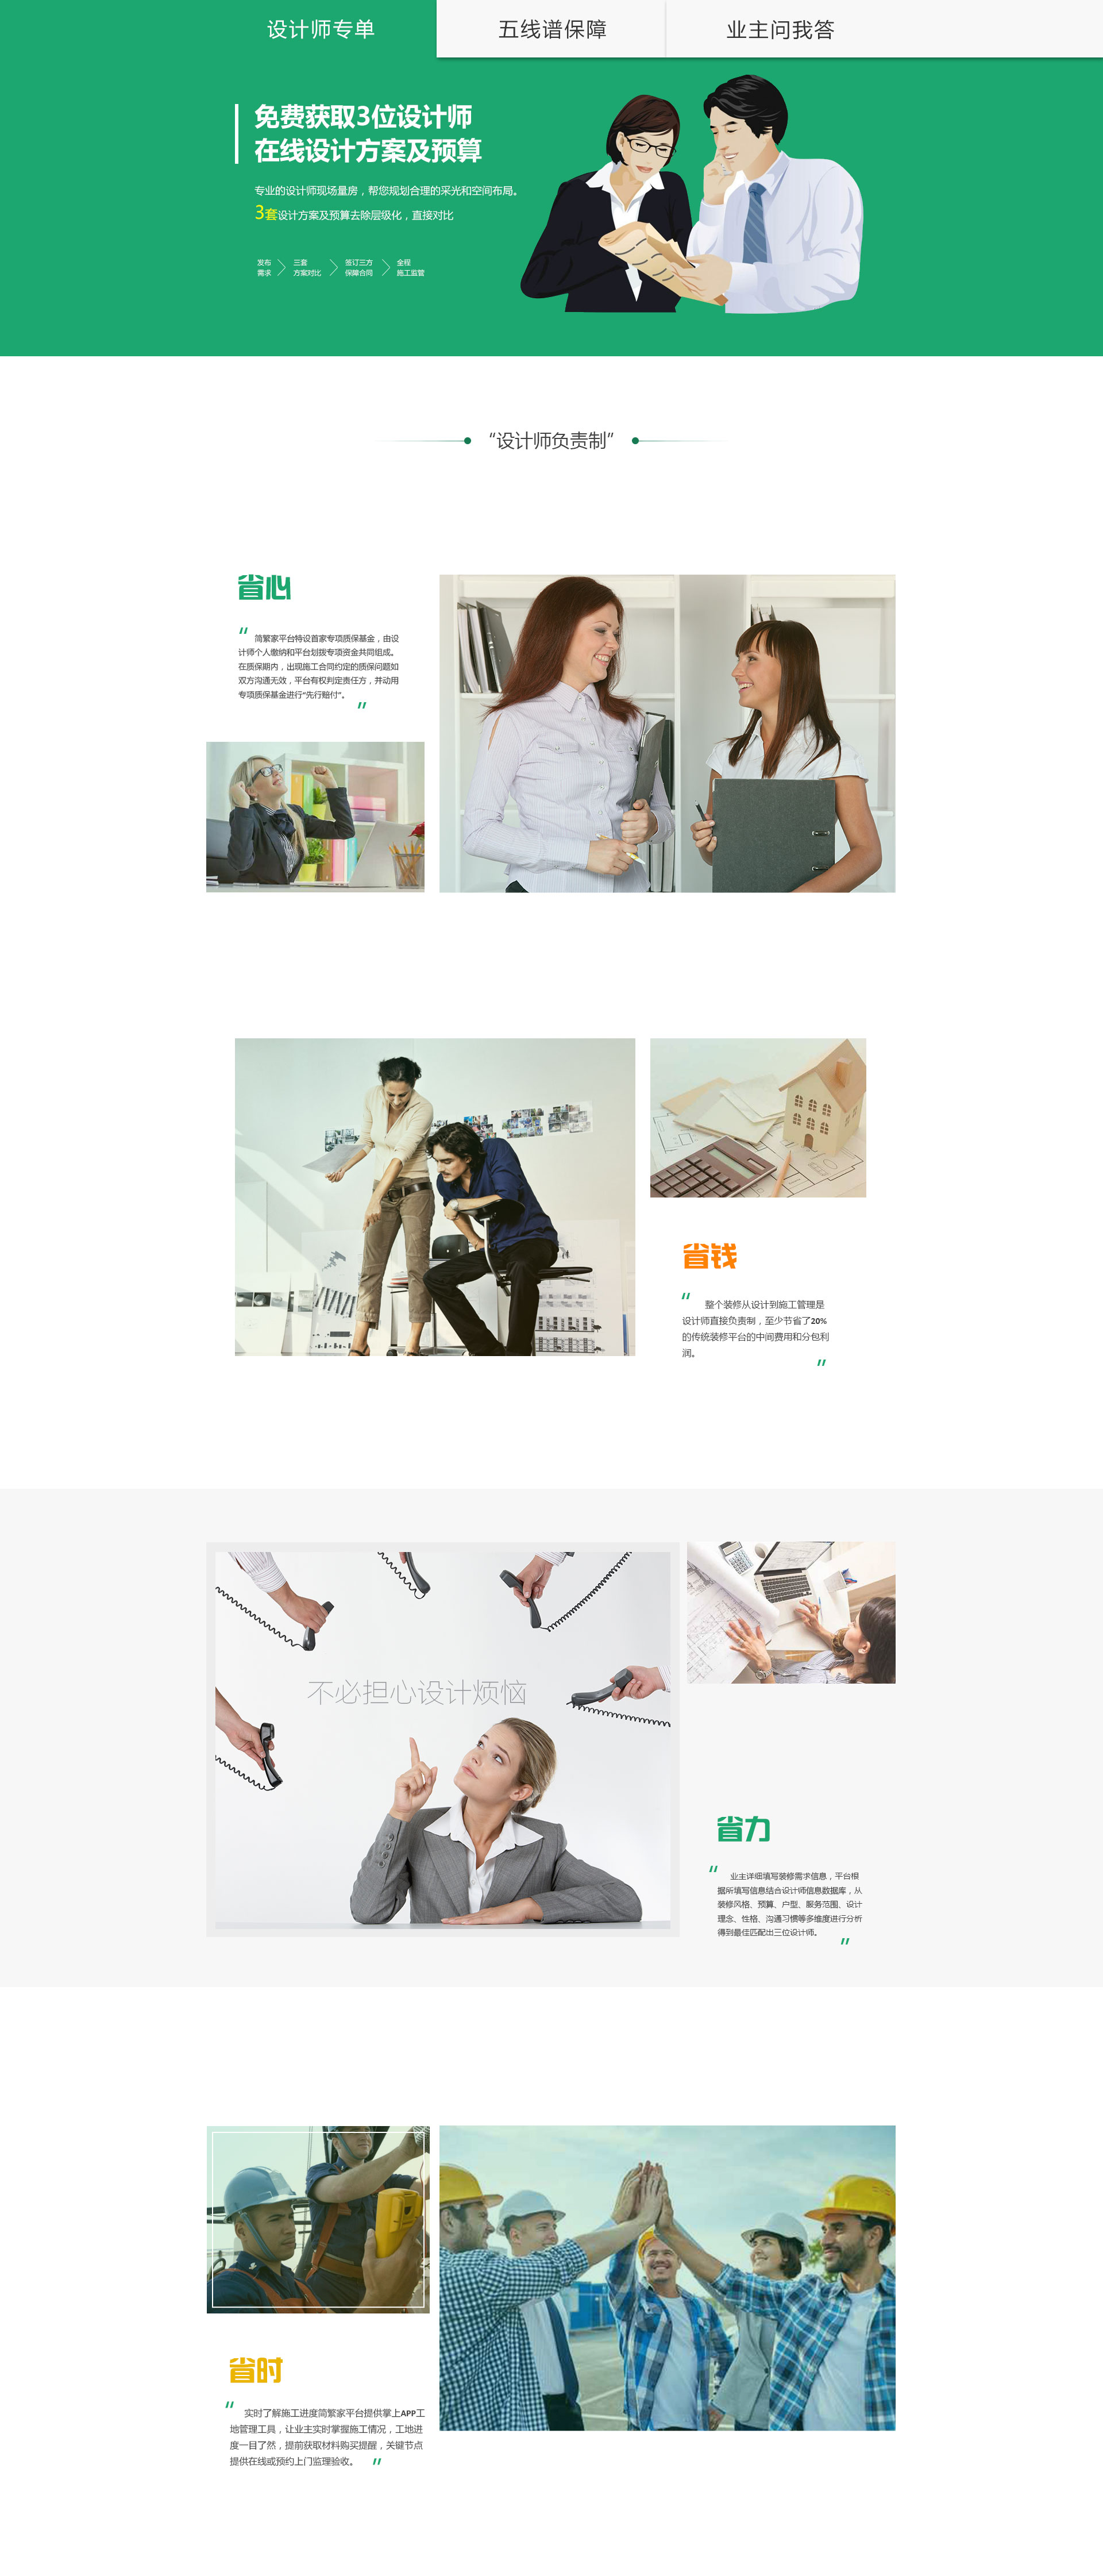 设计师专单
五线谱保障
业主问我答
免费获取3位设计师
在线设计方案及预算
专业的设计师现场量房，帮您规划合理的采光和空间布局。
3套设计方案及预算去除层级化，直接对比
发布
需求
三套
方案对比
签订三方
保障合同
全程
施工监管
“设计师负责制”
省心
“ 简繁家平台特设首家专项质保基金，由设
计师个人缴纳和平台划拨专项资金共同组成。
在质保期内，出现施工合同约定的质保问题如
双方沟通无效，平台有权判定责任方，并动用
专项质保基金进行“先行赔付”。 ”
省钱
“ 整个装修从设计到施工管理是
设计师直接负责制，至少节省了20%
的传统装修平台的中间费用和分包利
润。 ”
不必担心设计烦恼
省力
“ 业主详细填写装修需求信息，平台根
据所填写信息结合设计师信息数据库，从
装修风格、预算、户型、服务范围、设计
理念、性格、沟通习惯等多维度进行分析
得到最佳匹配出三位设计师。 ”
省时
“ 实时了解施工进度简繁家平台提供掌上APP工
地管理工具，让业主实时掌握施工情况，工地进
度一目了然，提前获取材料购买提醒，关键节点
提供在线或预约上门监理验收。 ”